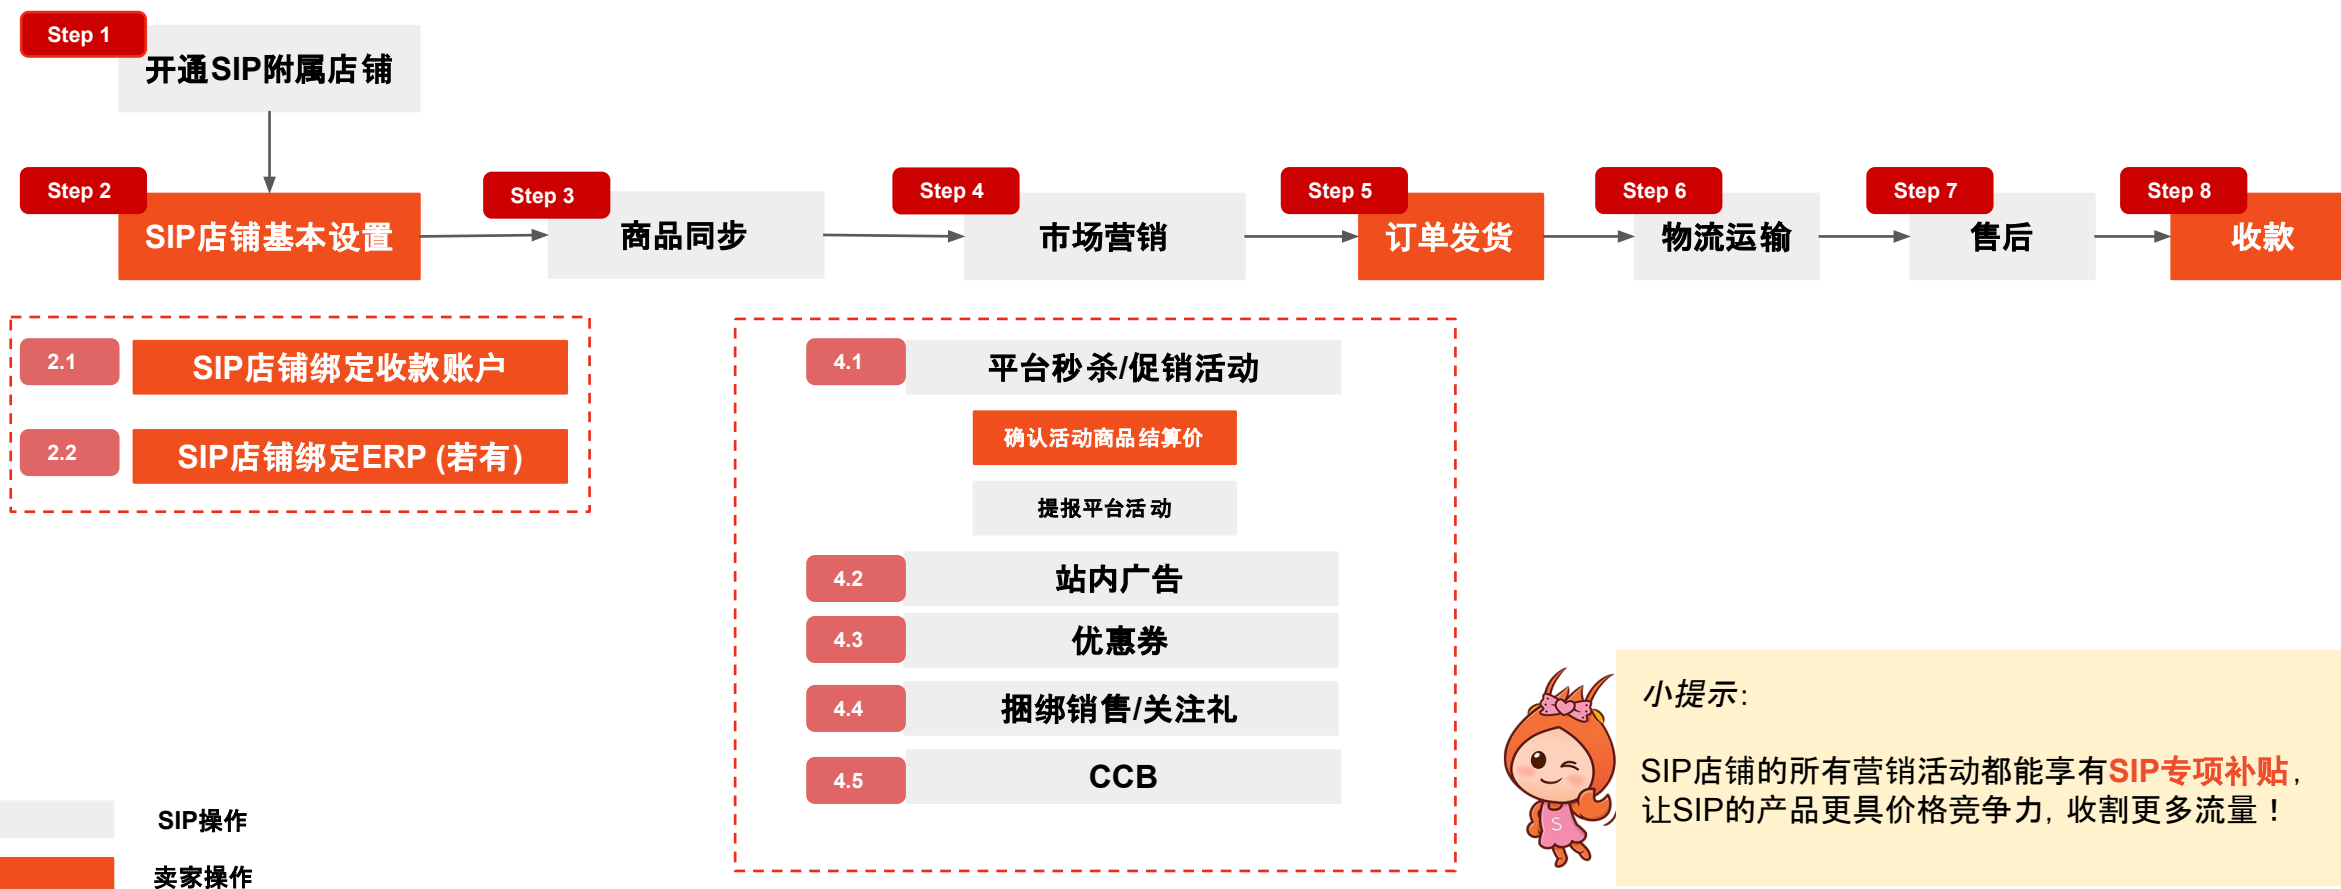 Step 1
开通SIP附属店铺
Step 2
SIP店铺基本设置
Step 3
商品同步
Step 4
市场营销
Step 5
订单发货
Step 6
物流运输
Step 7
售后
Step 8
收款
2.1
SIP店铺绑定收款账户
2.2
SIP店铺绑定ERP (若有)
4.1
平台秒杀/促销活动
确认活动商品结算价
提报平台活动
4.2
站内广告
4.3
优惠券
4.4
捆绑销售/关注礼
4.5
CCB
小提示:
SIP店铺的所有营销活动都能享有SIP专项补贴,
让SIP的产品更具价格竞争力, 收割更多流量！
S
SIP操作
卖家操作